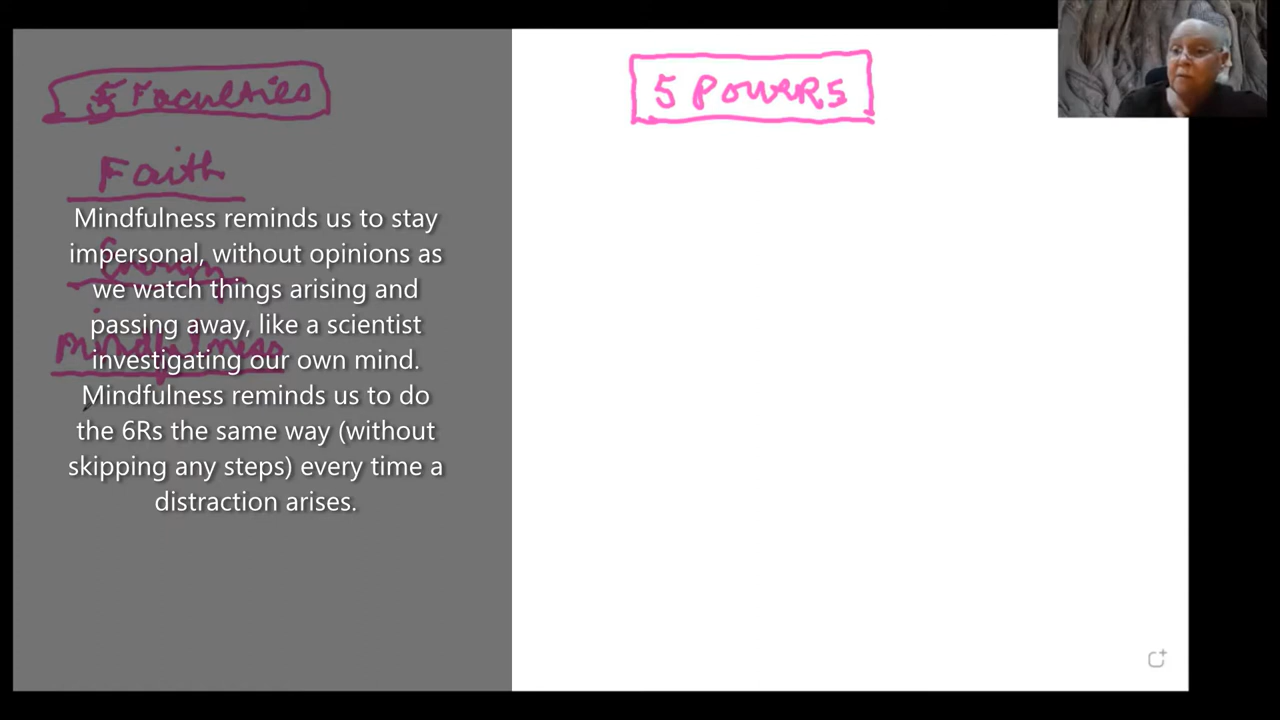 5 Faculties
5 POWERS
Faith
Mindfulness reminds us to stay
impersonal, without opinions as
we watch things arising and
passing away, like a scientist
Mindfulness
investigating our own mind.
Mindfulness reminds us to do
the 6Rs the same way (without
skipping any steps) every time a
distraction arises.